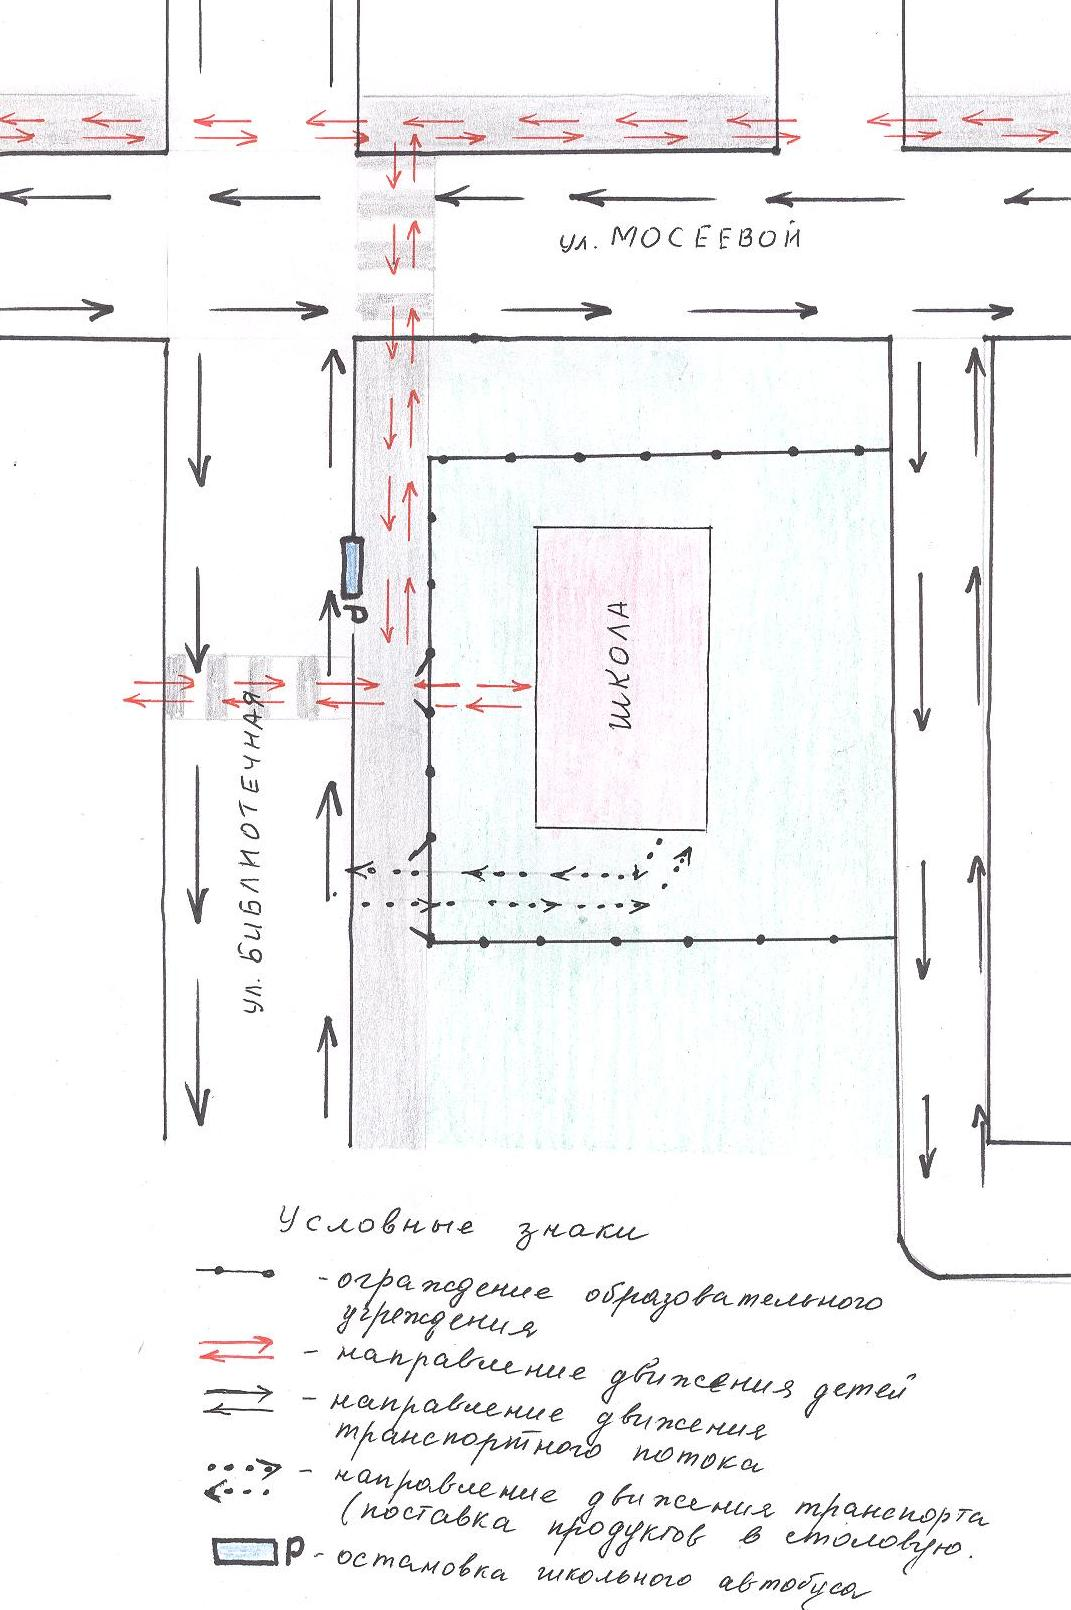 ул. МОСЕЕВОЙ
ШКОЛА
Р
ул. БИБЛИОТЕЧНАЯ
Условные знаки
- ограждение образовательного
учреждения
- направление движения детей
- направление движения
транспортного потока
- направление движения транспорта
(поставка продуктов в столовую.
Р - остановка школьного автобуса